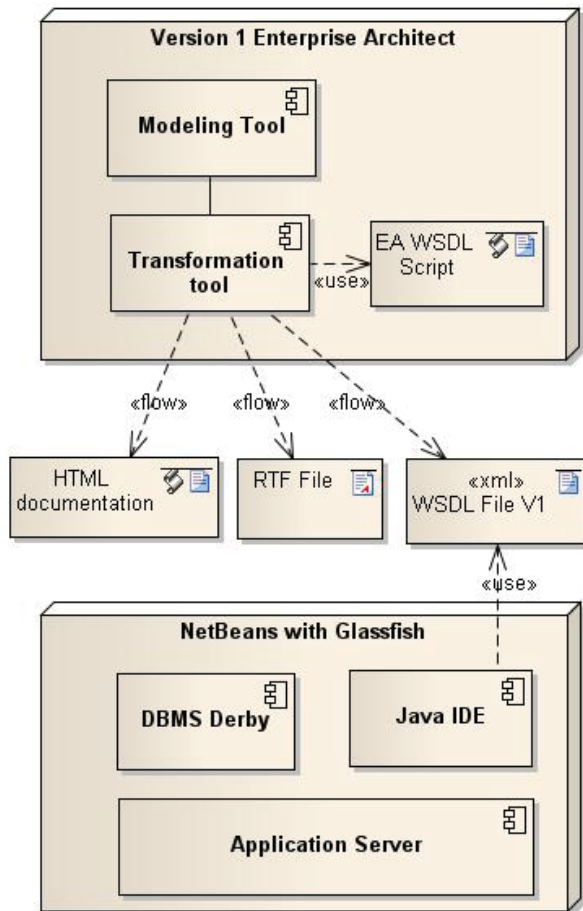 Version 1 Enterprise Architect
Modeling Tool
Transformation
tool
EA WSDL
Script
«use»
«flow»
«flow»
«flow»
HTML
documentation
RTF File
«xml»
WSDL File V1
«use»
NetBeans with Glassfish
DBMS Derby
Java IDE
Application Server